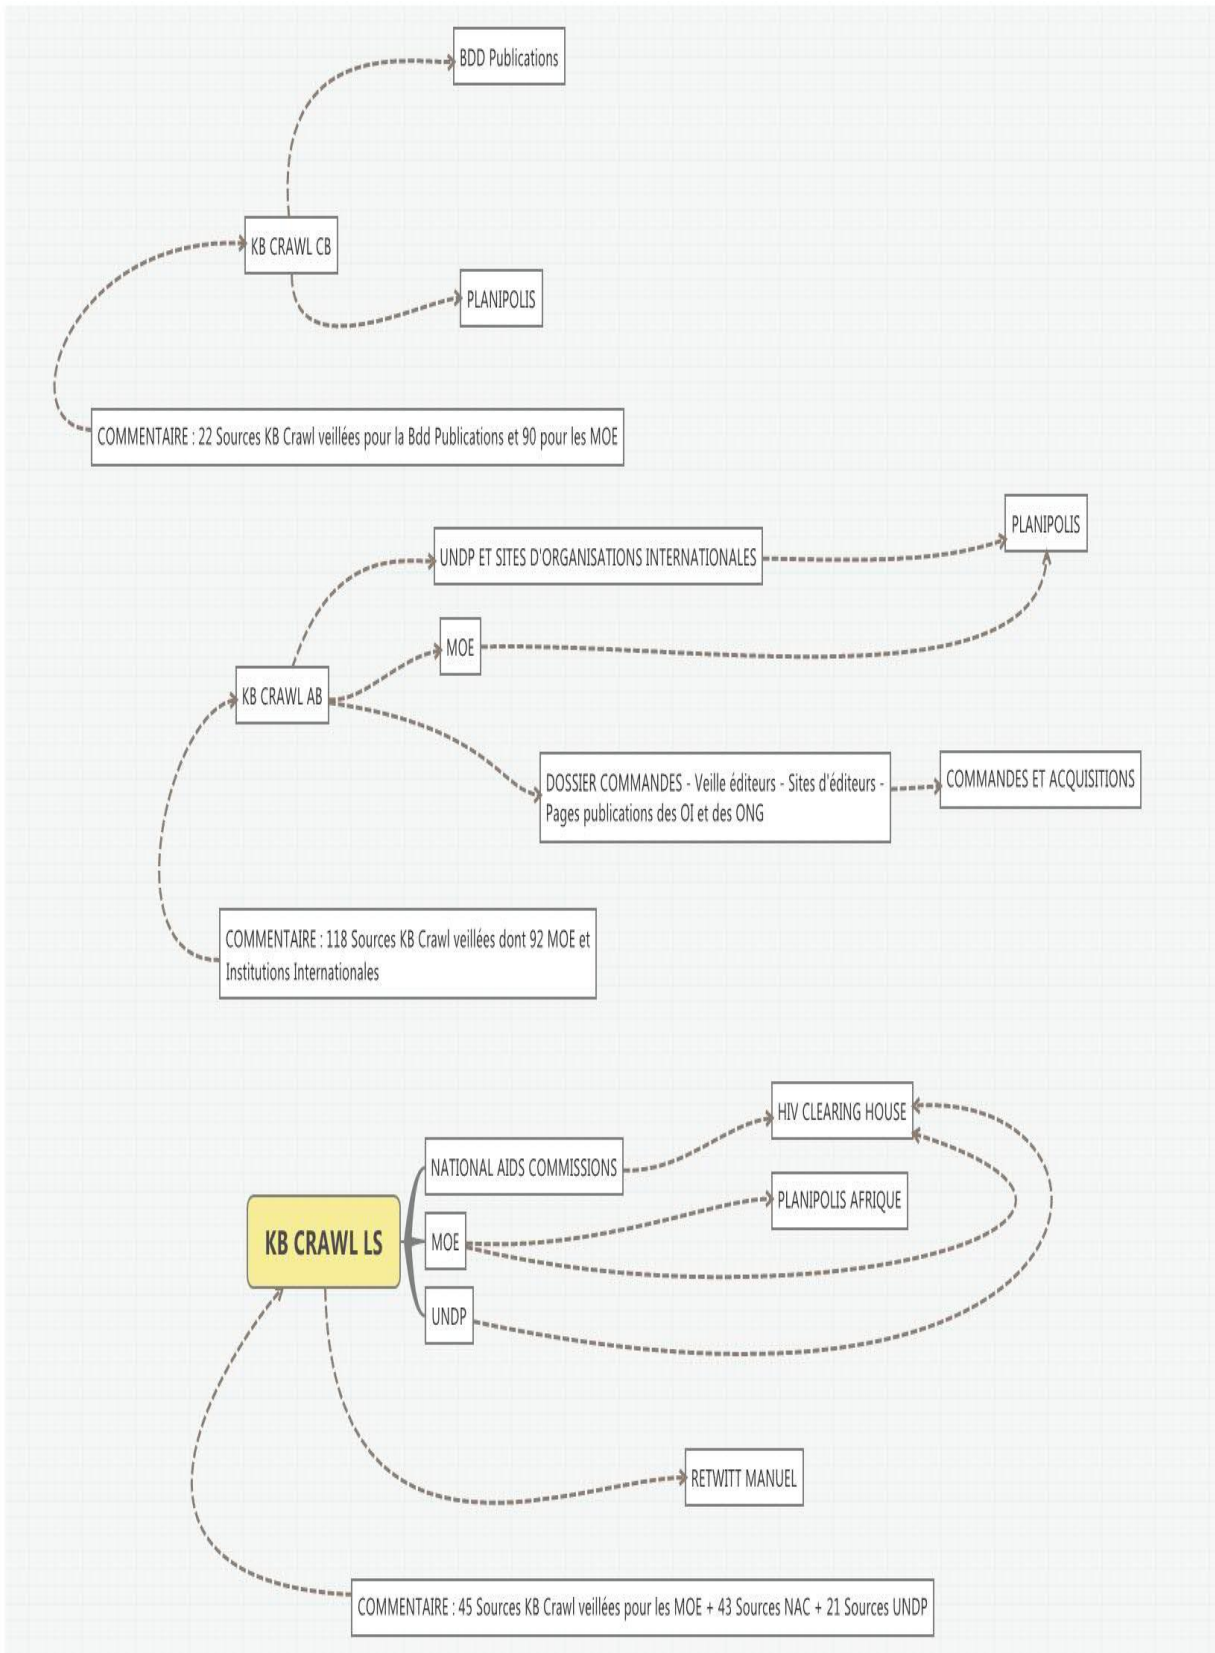 BDD Publications
KB CRAWL CB
PLANIPOLIS
COMMENTAIRE : 22 Sources KB Crawl veillées pour la Bdd Publications et 90 pour les MOE
PLANIPOLIS
UNDP ET SITES D'ORGANISATIONS INTERNATIONALES
MOE
KB CRAWL AB
DOSSIER COMMANDES - Veille éditeurs - Sites d'éditeurs -
Pages publications des OI et des ONG
COMMANDES ET ACQUISITIONS
COMMENTAIRE : 118 Sources KB Crawl veillées dont 92 MOE et
Institutions Internationales
HIV CLEARING HOUSE
NATIONAL AIDS COMMISSIONS
PLANIPOLIS AFRIQUE
KB CRAWL LS
MOE
UNDP
RETWITT MANUEL
COMMENTAIRE : 45 Sources KB Crawl veillées pour les MOE + 43 Sources NAC + 21 Sources UNDP